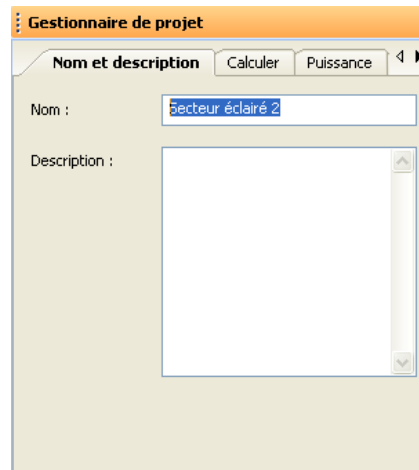 Gestionnaire de projet
Nom et description Calculer Puissance
Nom : Secteur éclairé 2
Description :